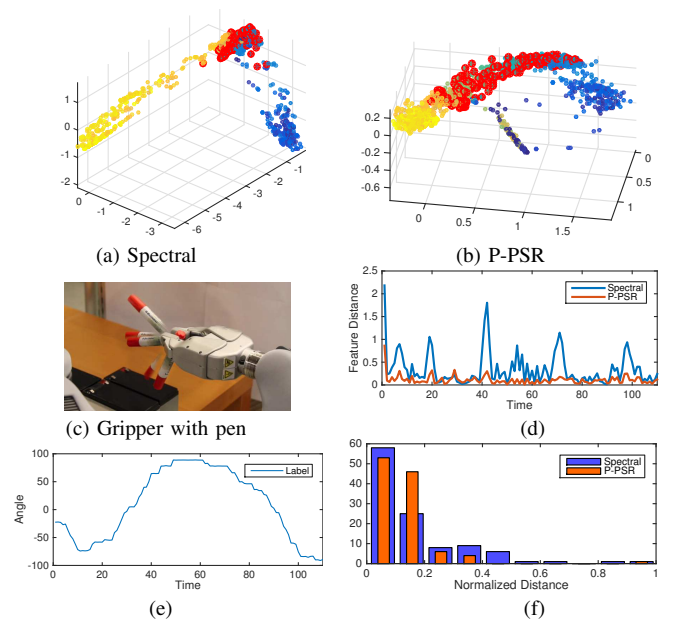 1
0
-1
-2
0
-1
-2
-3
-6
-5
-4
-3
-2
-1
(a) Spectral
0.2
0
-0.2
-0.4
-0.6
0
0.5
1
1.5
0
0.5
1
(b) P-PSR
(c) Gripper with pen
2.5
2
1.5
1
0.5
0
Feature Distance
0 20 40 60 80 100
Time
Spectral
P-PSR
(d)
100
50
0
-50
-100
Angle
0 20 40 60 80 100
Time
Label
(e)
60
50
40
30
20
10
0
0 0.2 0.4 0.6 0.8 1
Normalized Distance
Spectral
P-PSR
(f)